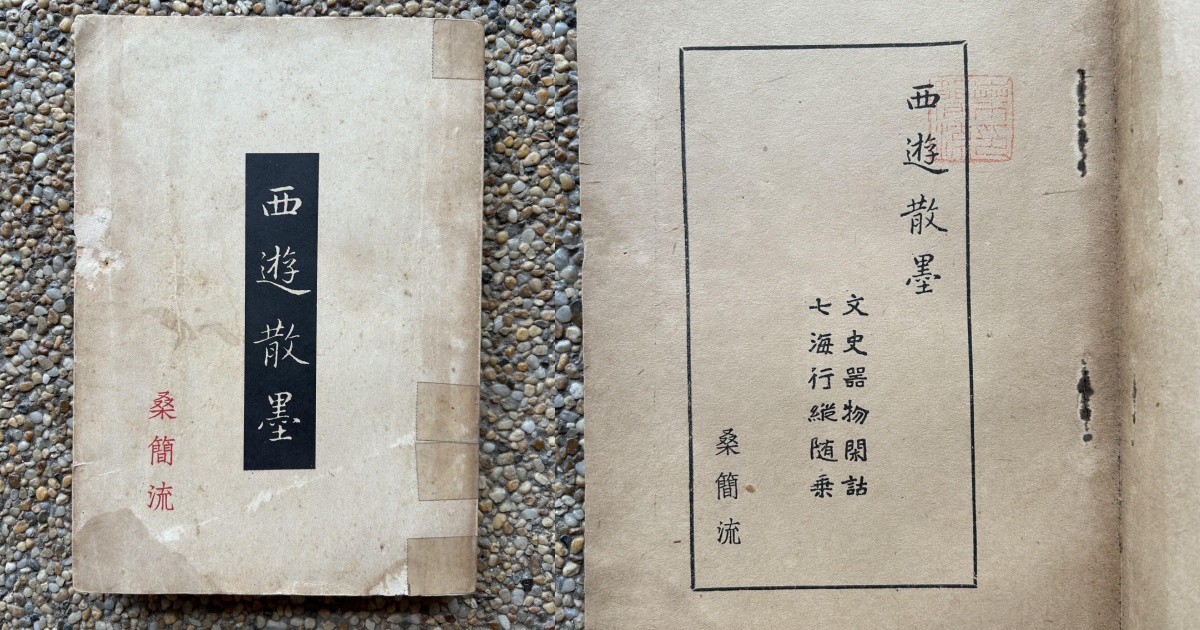 西遊散墨
桑簡流
西遊散墨
文史器物閑詁
七海行縱随乗
桑簡流